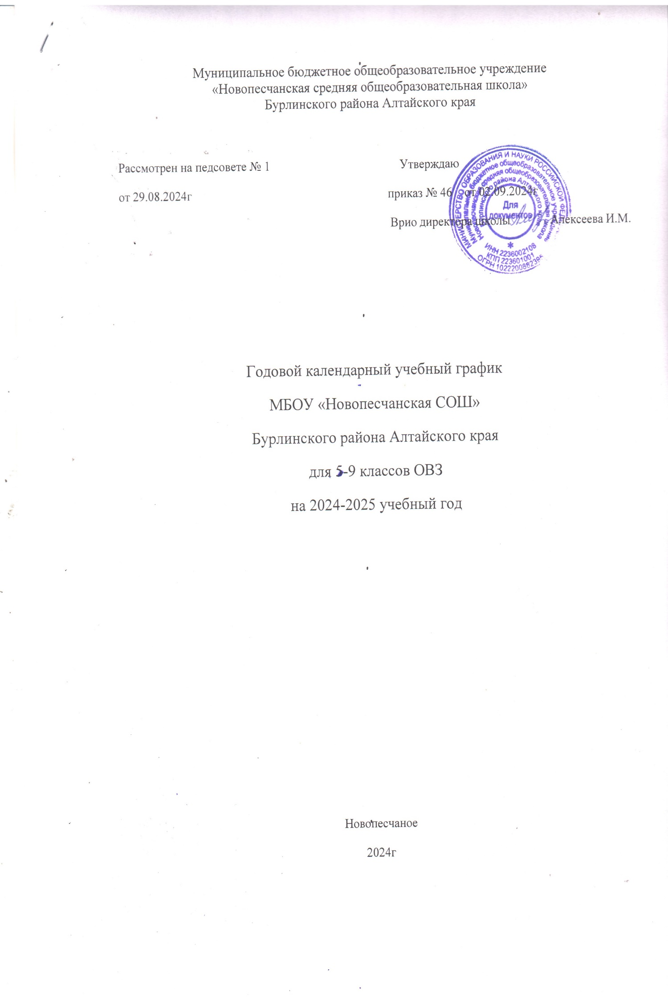 Муниципальное бюджетное общеобразовательное учреждение
«Новопесчанская средняя общеобразовательная школа»
Бурлинского района Алтайского края
Рассмотрен на педсовете № 1
Утверждаю
от 29.08.2024г
приказ № 46 от 02.09.2024г
Врио директора школы Алексеева И.М.
МИНИСТЕРСТВО ОБРАЗОВАНИЯ И НАУКИ РОССИЙСКОЙ
Муниципальное бюджетное общеобразовательное учреждение
Новопесчанская средняя общеобразовательная школа
Бурлинского района Алтайского края
Для
документов
ИНН 2236002108
КПП 223601001
ОГРН 1022200882395
Годовой календарный учебный график
МБОУ «Новопесчанская СОШ»
Бурлинского района Алтайского края
для 5-9 классов ОВЗ
на 2024-2025 учебный год
Новопесчаное
2024г